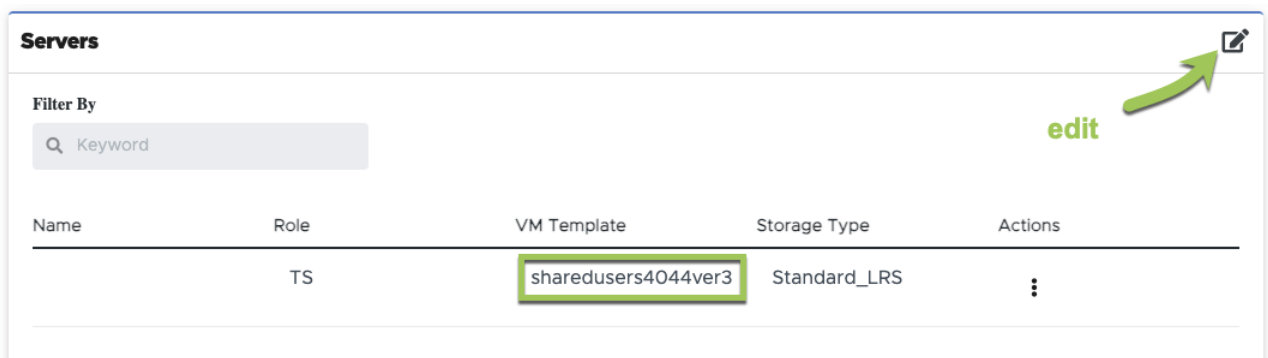 Servers
edit
Filter By
Keyword
Name Role VM Template Storage Type Actions
TS sharedusers4044ver3 Standard_LRS